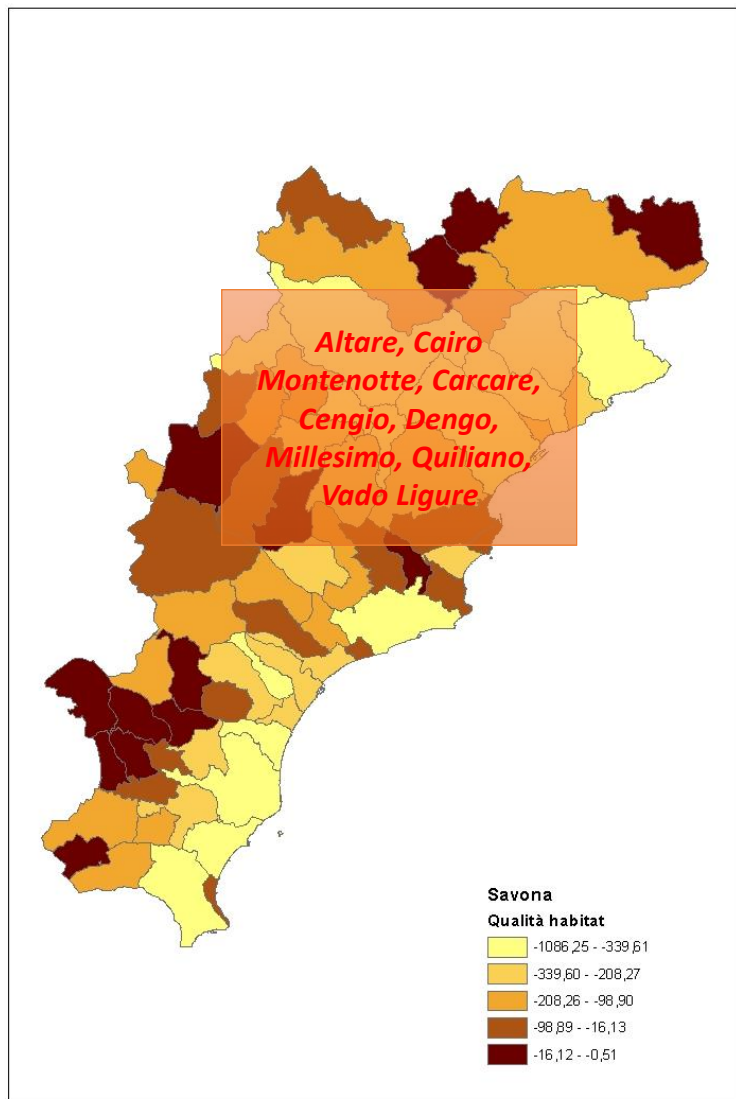 Altare, Cairo
Montenotte, Carcare,
Cengio, Dengo,
Millesimo, Quiliano,
Vado Ligure
Savona
Qualità habitat
-1086,25 - -339,61
-339,60 - -208,27
-208,26 - -98,90
-98,89 - -16,13
-16,12 - -0,51